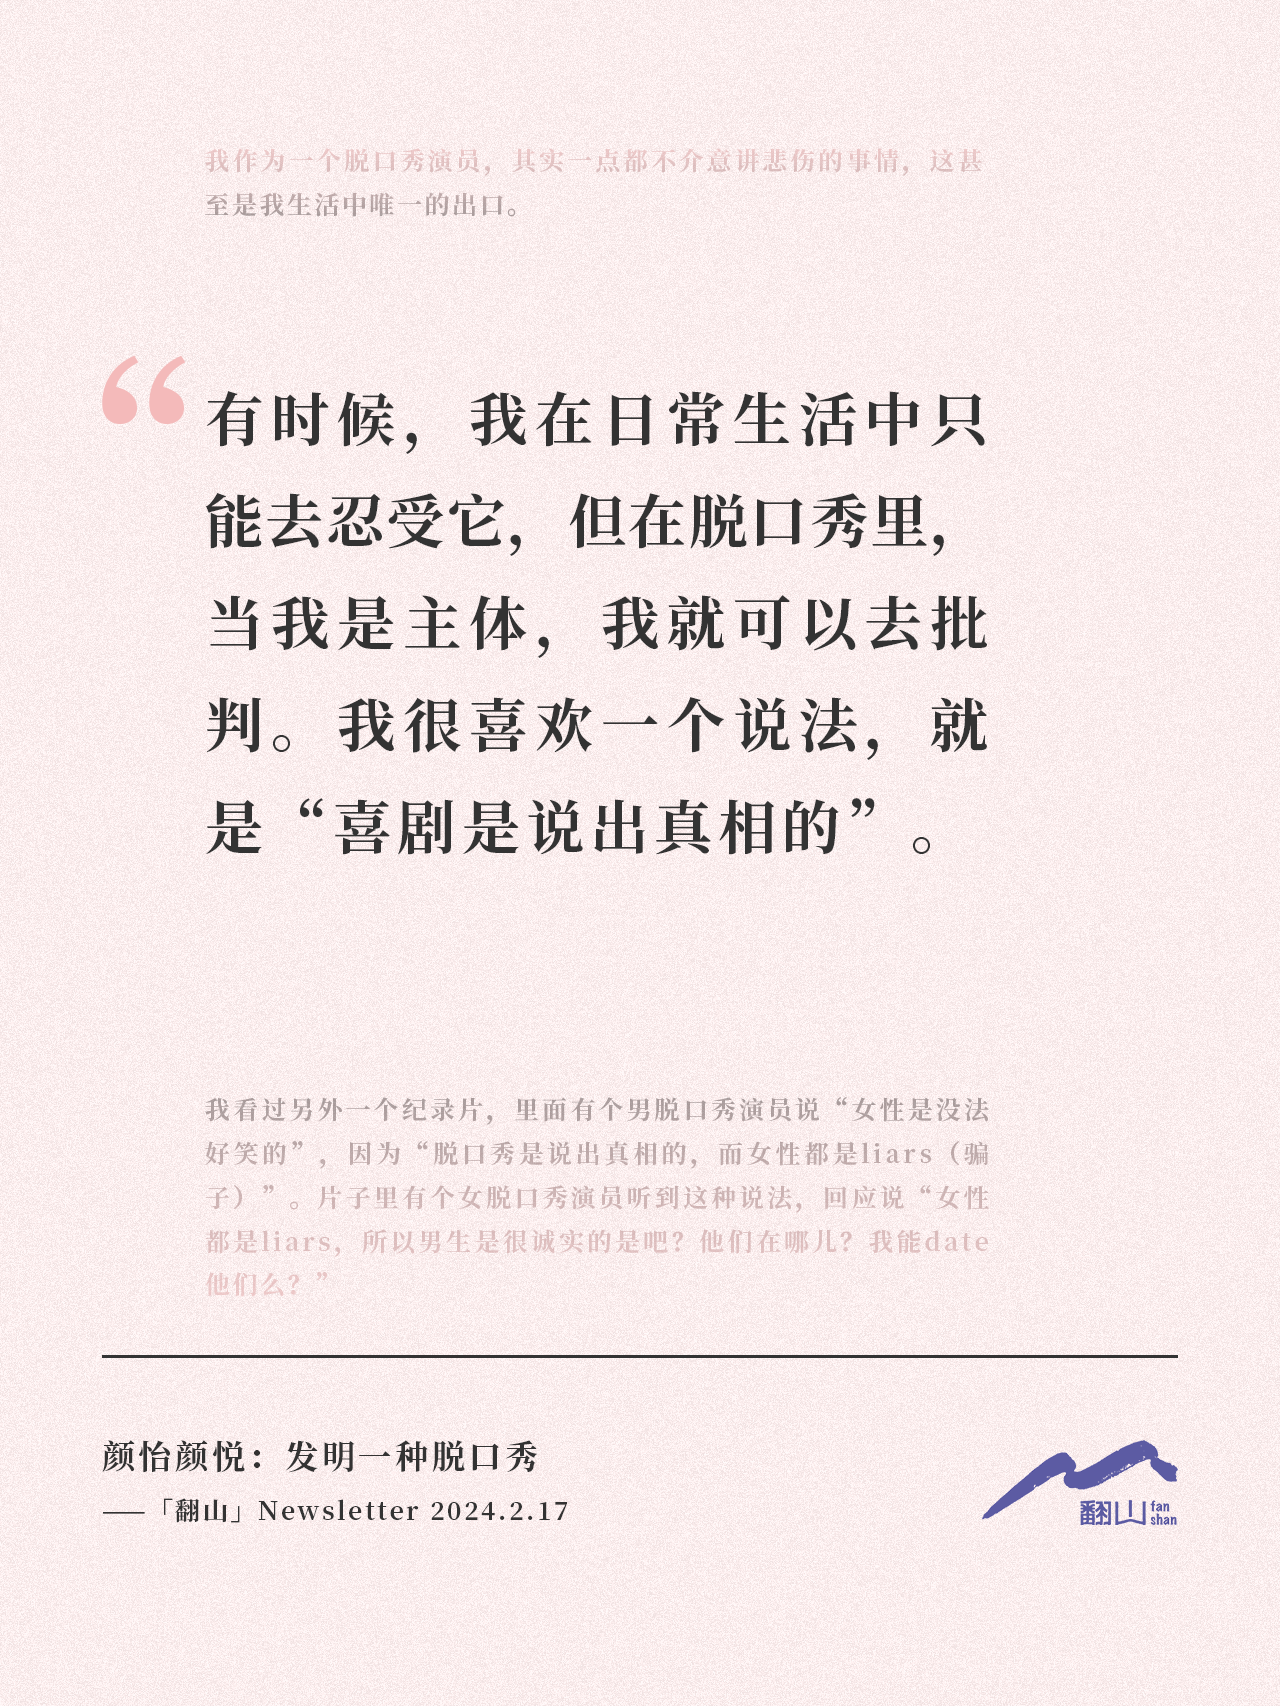 我作为一个脱口秀演员，其实一点都不介意讲悲伤的事情，这甚
至是我生活中唯一的出口。
“有时候，我在日常生活中只
能去忍受它，但在脱口秀里，
当我是主体，我就可以去批
判。我很喜欢一个说法，就
是“喜剧是说出真相的”。
我看过另外一个纪录片，里面有个男脱口秀演员说“女性是没法
好笑的”，因为“脱口秀是说出真相的，而女性都是liars（骗
子）”。片子里有个女脱口秀演员听到这种说法，回应说“女性
都是liars，所以男生是很诚实的是吧？他们在哪儿？我能date
他们么？”
颜怡颜悦：发明一种脱口秀
——「翻山」Newsletter 2024.2.17
翻山 fan
shan